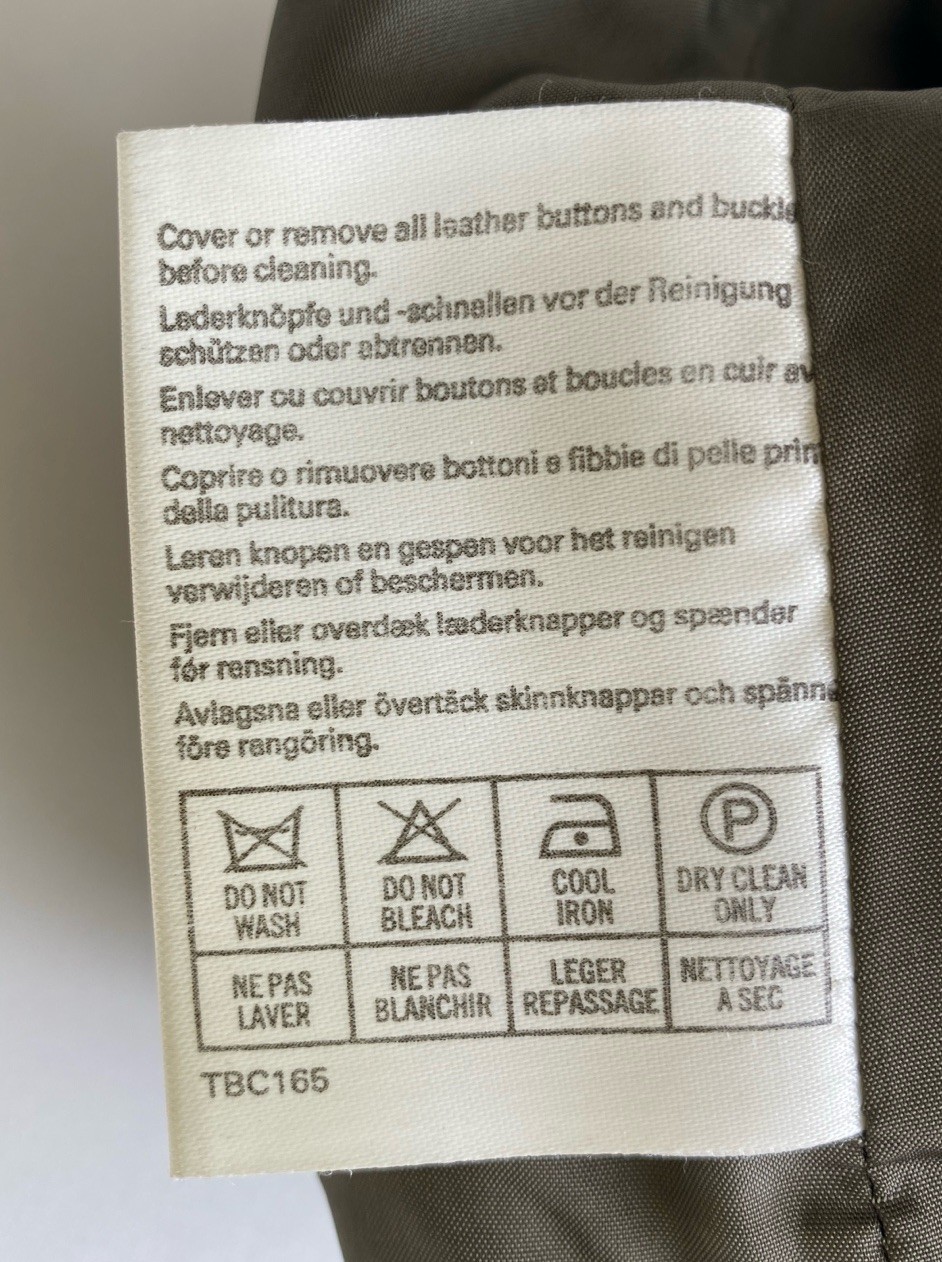 Cover or remove all leather buttons and buckle
before cleaning.
Lederknöpfe und -schnallen vor der Reinigung
schützen oder abtrennen.
Enlever ou couvrir boutons et boucles en cuir av
nettoyage.
Coprire o rimuovere bottoni e fibbie di pelle prim
della pulitura.
Leren knopen en gespen voor het reinigen
verwijderen of beschermen.
Fjern eller overdæk læderknapper og spænder
før rensning.
Avlagsna eller övertäck skinnknappar och spänne
före rengöring.
P
DO NOT WASH
DO NOT BLEACH
COOL IRON
DRY CLEAN ONLY
NE PAS LAVER
NE PAS BLANCHIR
LEGER REPASSAGE
NETTOYAGE A SEC
TBC165